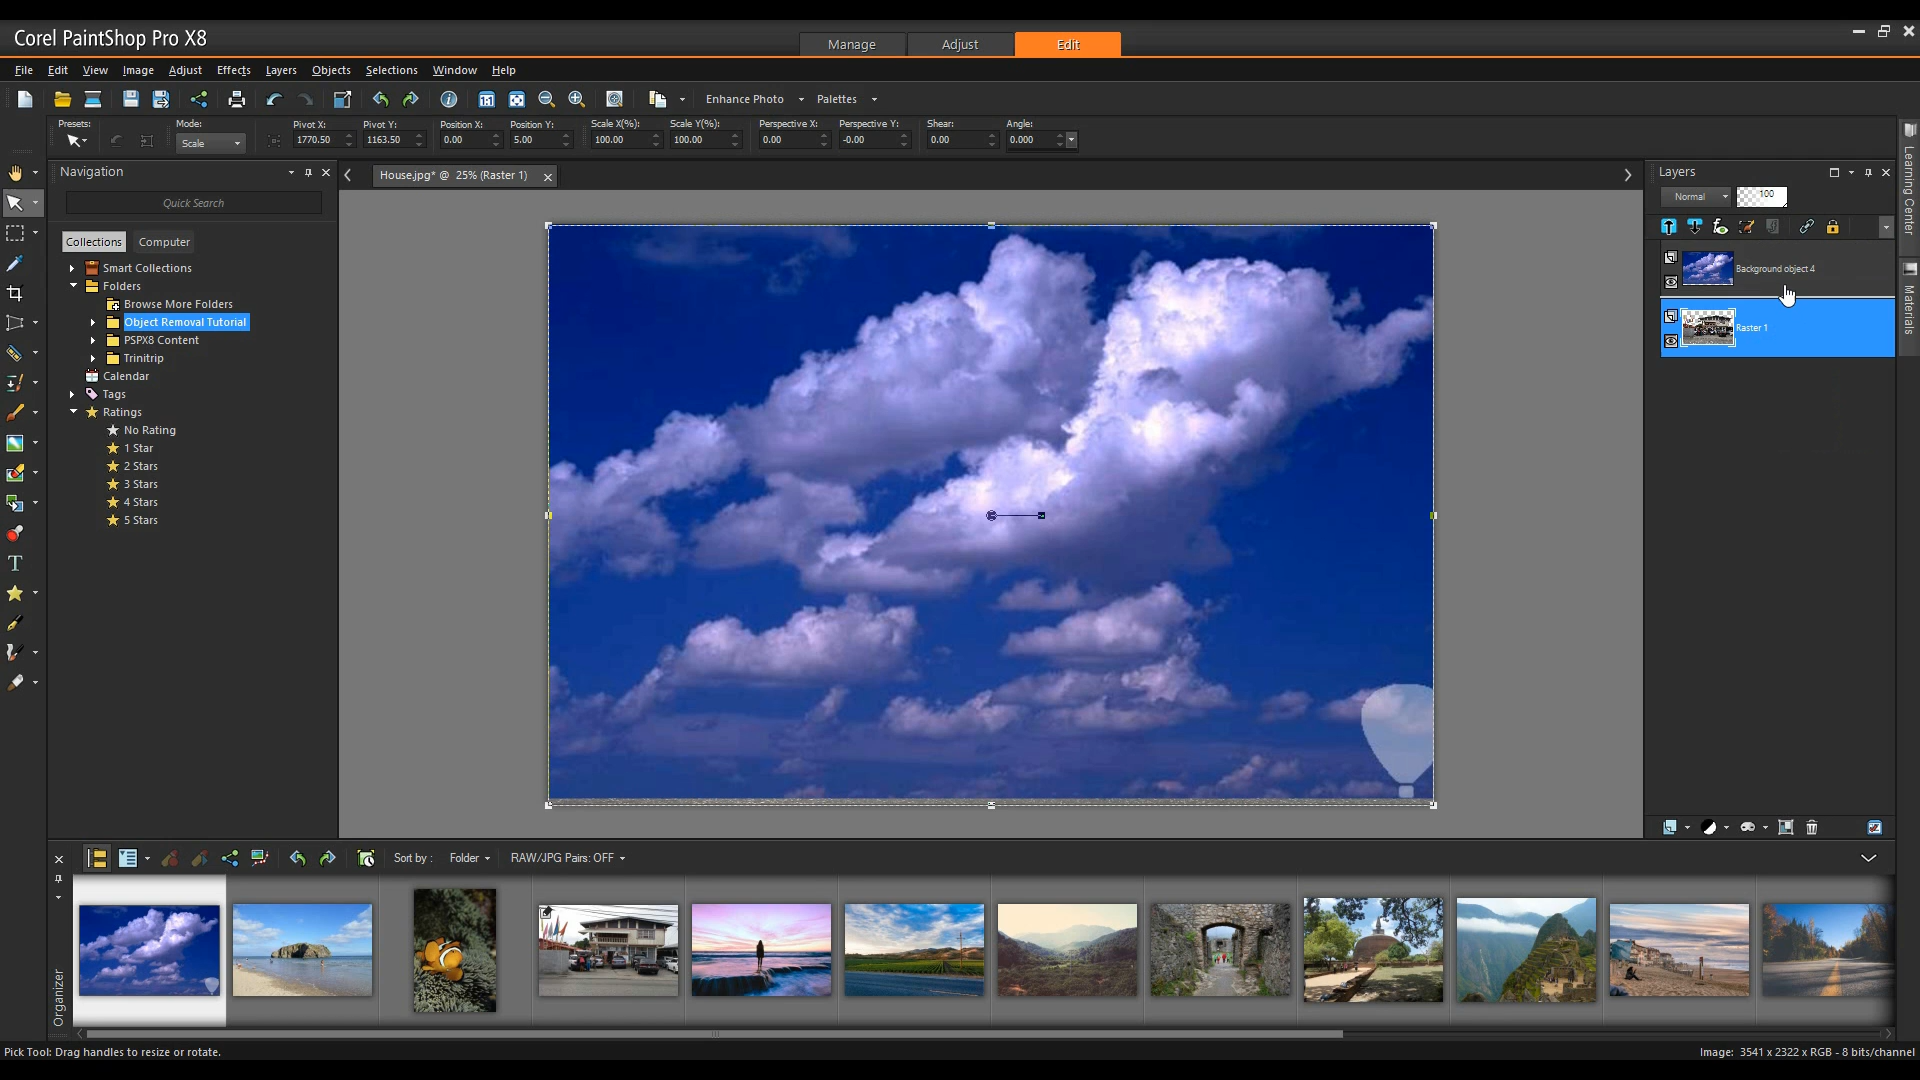 Corel PaintShop Pro X8
Manage
Adjust
Edit
File Edit View Image Adjust Effects Layers Objects Selections Window Help
Enhance Photo
Palettes
Presets:
Mode:
Scale
Pivot X:
1770.50
Pivot Y:
1163.50
Position X:
0.00
Position Y:
5.00
Scale X(%):
100.00
Scale Y(%):
100.00
Perspective X:
0.00
Perspective Y:
-0.00
Shear:
0.00
Angle:
0.000
Navigation
Quick Search
Collections
Computer
Smart Collections
Folders
Browse More Folders
Object Removal Tutorial
PSPX8 Content
Trinitrip
Calendar
Tags
Ratings
No Rating
1 Star
2 Stars
3 Stars
4 Stars
5 Stars
House.jpg* @ 25% (Raster 1)
Layers
Normal
100
Background object 4
Raster 1
Learning Center
Materials
Sort by :
Folder
RAW/JPG Pairs: OFF
Organizer
Pick Tool: Drag handles to resize or rotate.
Image: 3541 x 2322 x RGB - 8 bits/channel